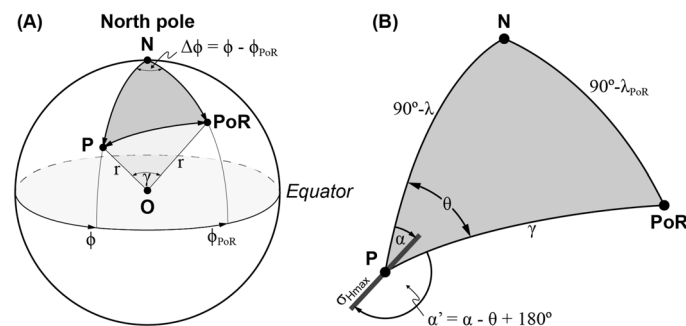 (A)
North pole
N
Δϕ = ϕ - ϕPoR
P
PoR
r
γ
r
O
Equator
ϕ
ϕPoR
(B)
N
90º-λ
90º-λPoR
θ
α
γ
PoR
P
σHmax
α' = α - θ + 180º